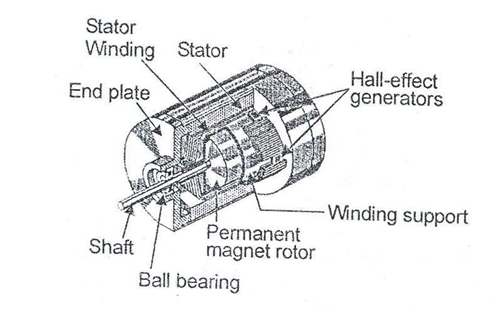 Stator
Winding
Stator
End plate
Hall-effect
generators
Winding support
Permanent
magnet rotor
Shaft
Ball bearing